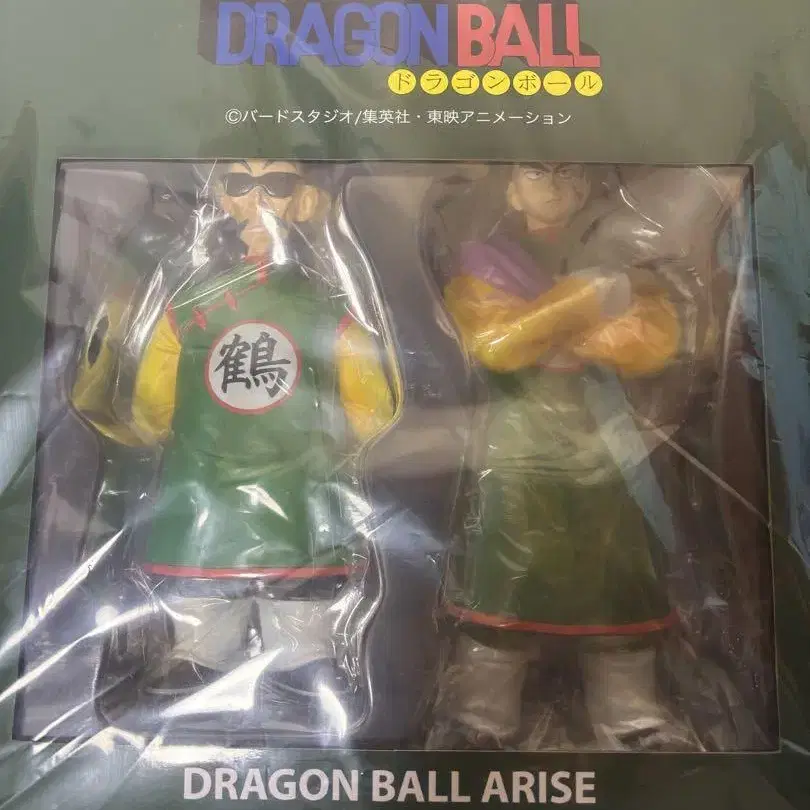 DRAGON BALL
ドラゴンボール
©バードスタジオ/集英社・東映アニメーション
鶴
DRAGON BALL ARISE